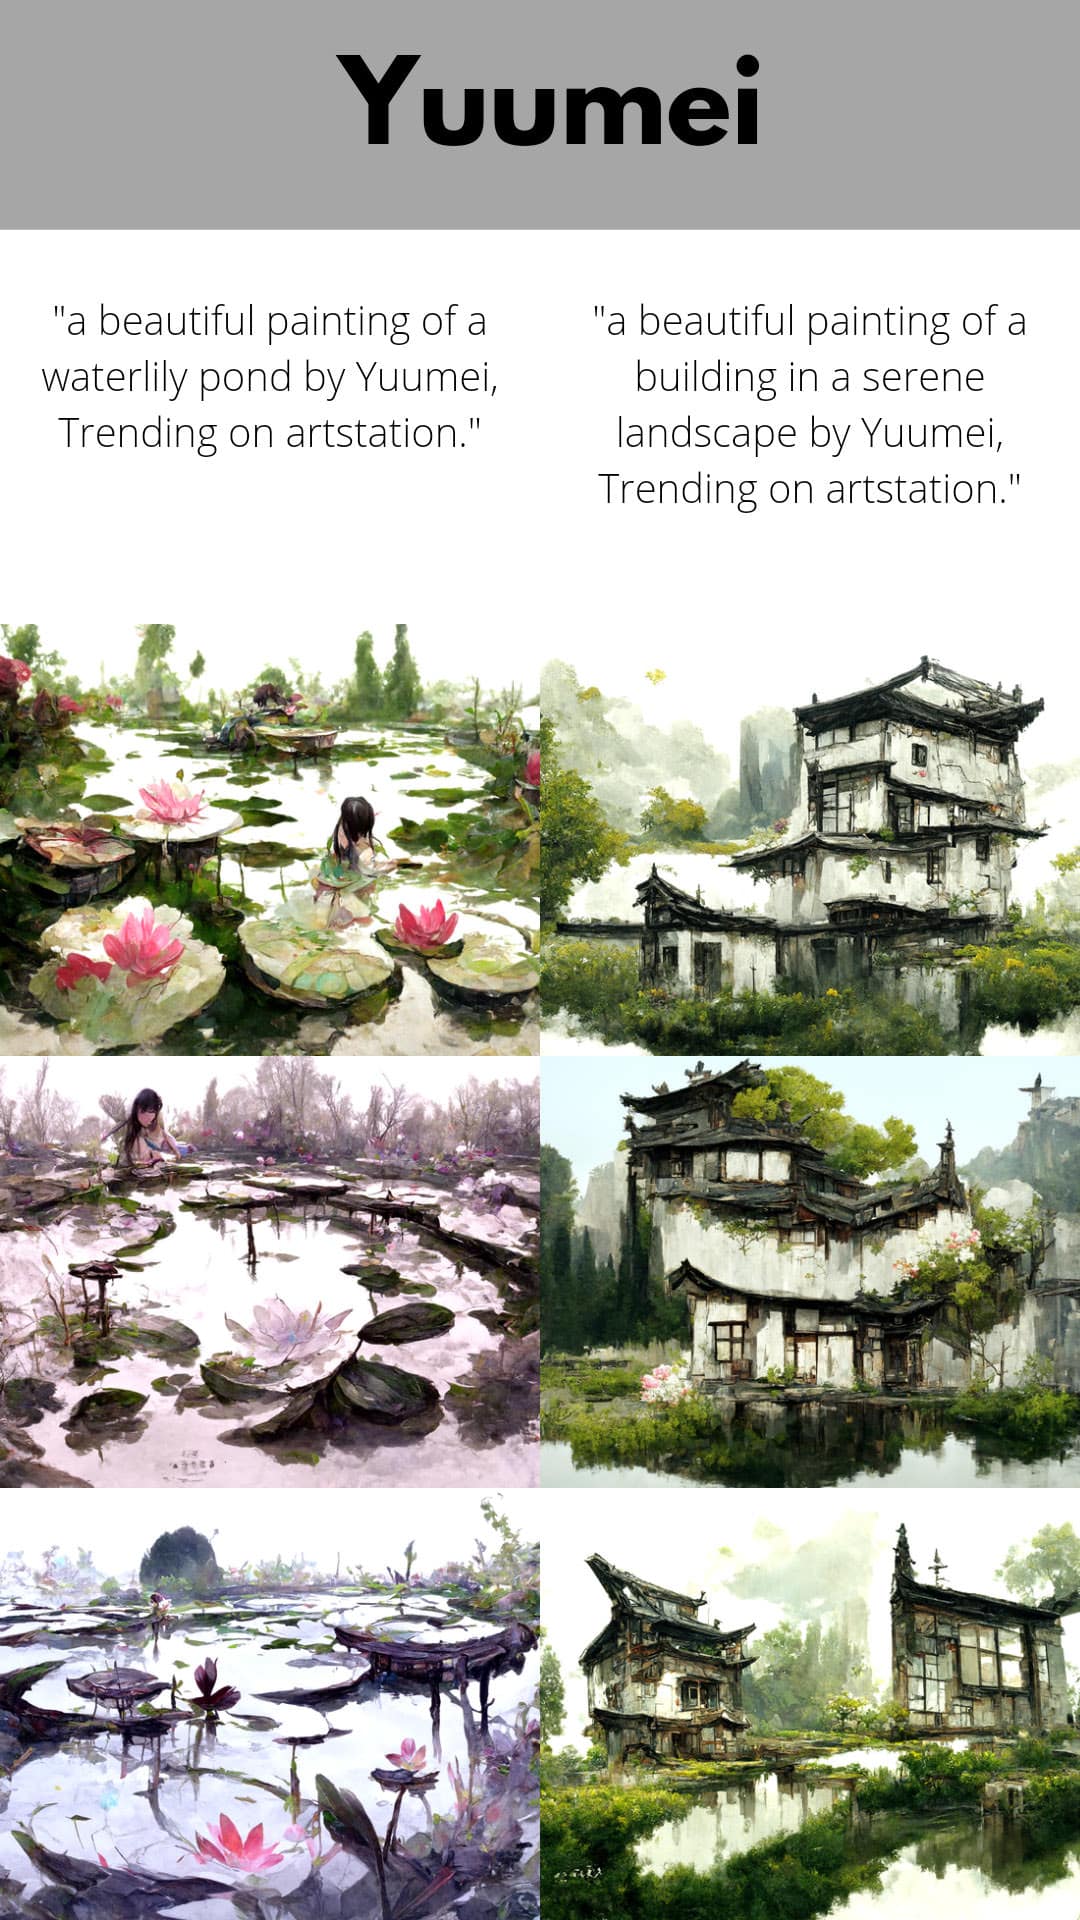 Yuumei
"a beautiful painting of a
waterlily pond by Yuumei,
Trending on artstation."
"a beautiful painting of a
building in a serene
landscape by Yuumei,
Trending on artstation."